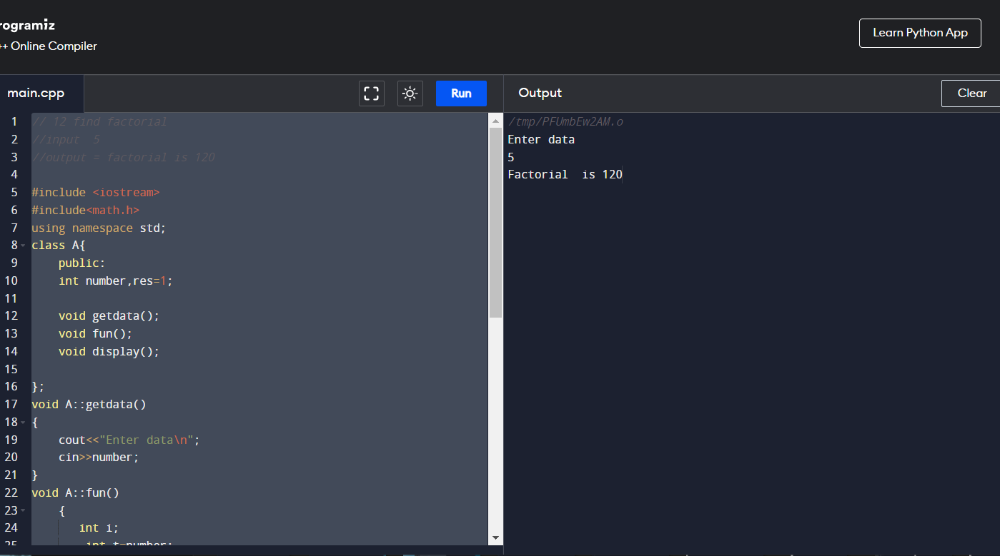 rogramiz
++ Online Compiler
Learn Python App
main.cpp
Run
Output
Clear
1 // 12 find factorial
2 //input  5
3 //output = factorial is 120
4
5 #include <iostream>
6 #include<math.h>
7 using namespace std;
8 class A{
9     public:
10     int number,res=1;
11
12     void getdata();
13     void fun();
14     void display();
15
16 };
17 void A::getdata()
18 {
19     cout<<"Enter data\n";
20     cin>>number;
21 }
22 void A::fun()
23     {
24        int i;
25         int t=number;
/tmp/PFUmbEw2AM.o
Enter data
5
Factorial  is 120